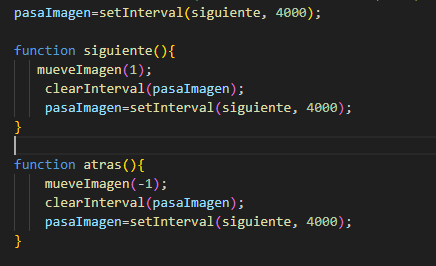 pasaImagen=setInterval(siguiente, 4000);
function siguiente(){
mueveImagen(1);
clearInterval(pasaImagen);
pasaImagen=setInterval(siguiente, 4000);
}
function atras(){
mueveImagen(-1);
clearInterval(pasaImagen);
pasaImagen=setInterval(siguiente, 4000);
}